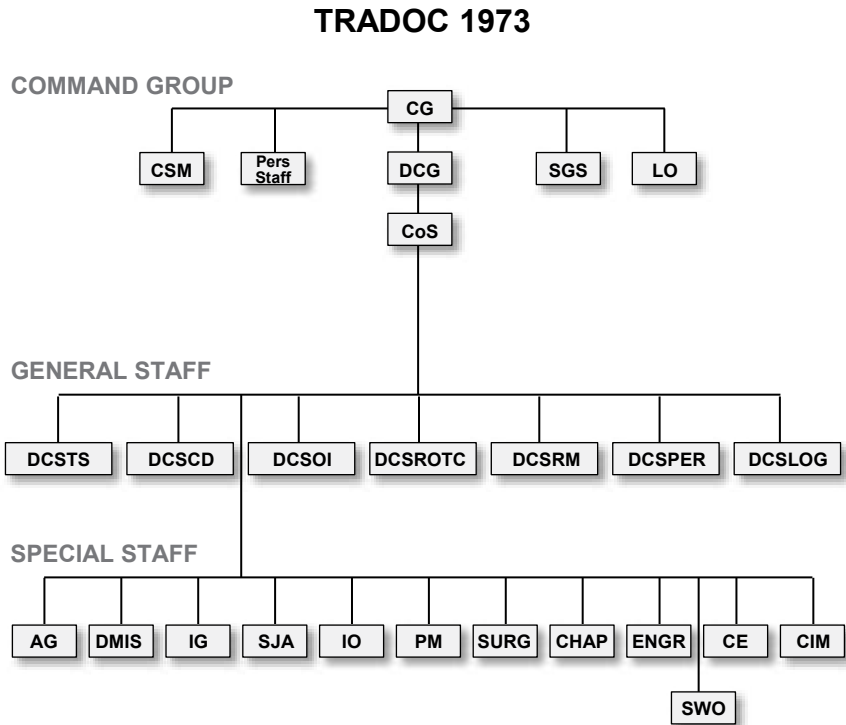 TRADOC 1973
COMMAND GROUP
CG
CSM
Pers
Staff
DCG
SGS
LO
CoS
GENERAL STAFF
DCSTS
DCSCD
DCSOI
DCSROTC
DCSRM
DCSPER
DCSLOG
SPECIAL STAFF
AG
DMIS
IG
SJA
IO
PM
SURG
CHAP
ENGR
CE
CIM
SWO